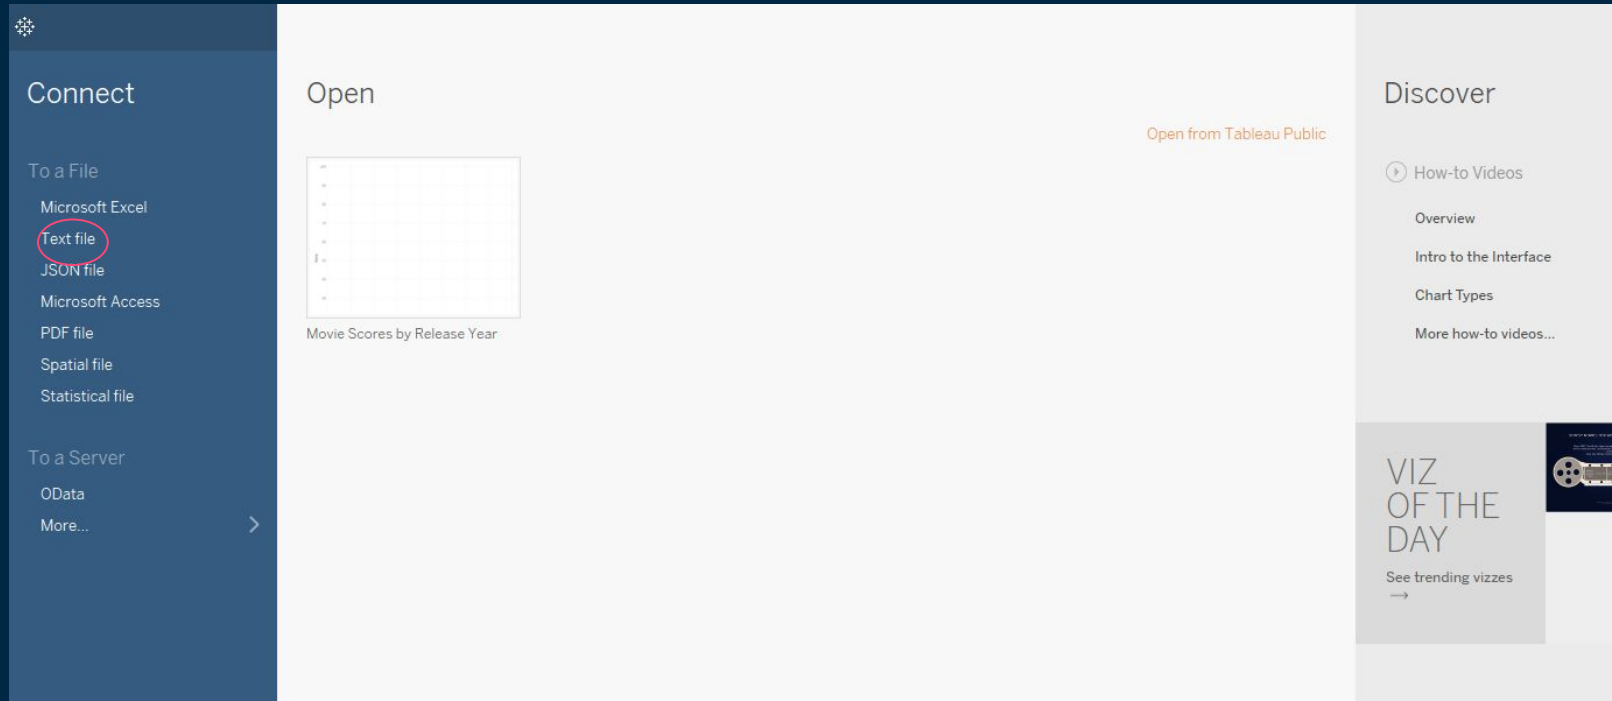 Connect
To a File
Microsoft Excel
Text file
JSON file
Microsoft Access
PDF file
Spatial file
Statistical file
To a Server
OData
More...
Open
Open from Tableau Public
Movie Scores by Release Year
Discover
How-to Videos
Overview
Intro to the Interface
Chart Types
More how-to videos...
VIZ
OF THE
DAY
See trending vizzes